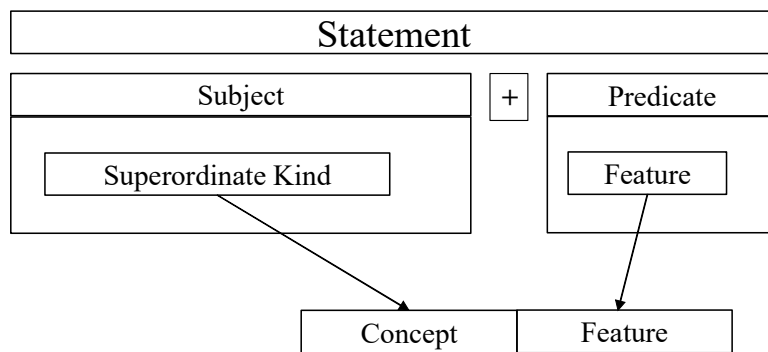 Statement
Subject + Predicate
Superordinate Kind Feature
Concept Feature